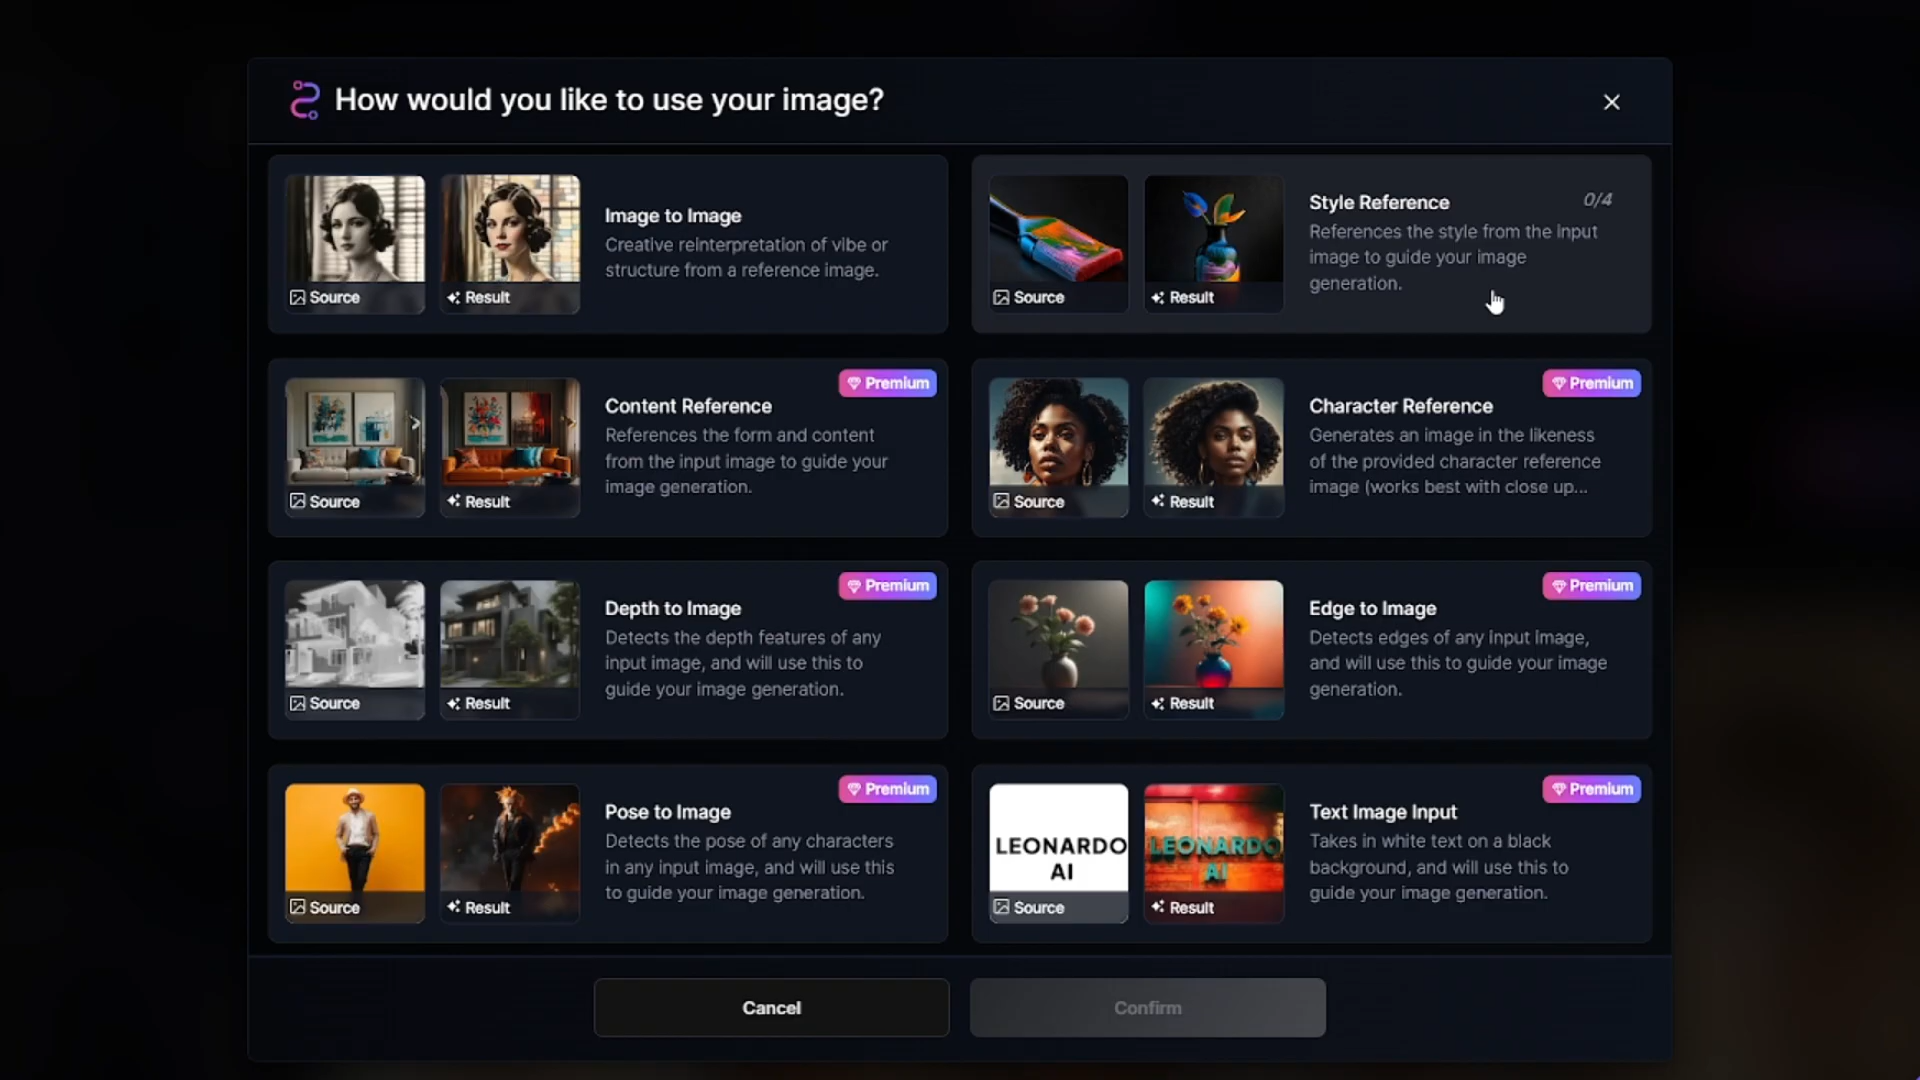 How would you like to use your image?
Image to Image
Creative reinterpretation of vibe or
structure from a reference image.
Source
Result
Style Reference
0/4
References the style from the input
image to guide your image
generation.
Source
Result
Premium
Content Reference
References the form and content
from the input image to guide your
image generation.
Source
Result
Premium
Character Reference
Generates an image in the likeness
of the provided character reference
image (works best with close up...
Source
Result
Premium
Depth to Image
Detects the depth features of any
input image, and will use this to
guide your image generation.
Source
Result
Premium
Edge to Image
Detects edges of any input image,
and will use this to guide your image
generation.
Source
Result
Premium
Pose to Image
Detects the pose of any characters
in any input image, and will use this
to guide your image generation.
Source
Result
Premium
LEONARDO
AI
LEONARDO
AI
Text Image Input
Takes in white text on a black
background, and will use this to
guide your image generation.
Source
Result
Cancel
Confirm